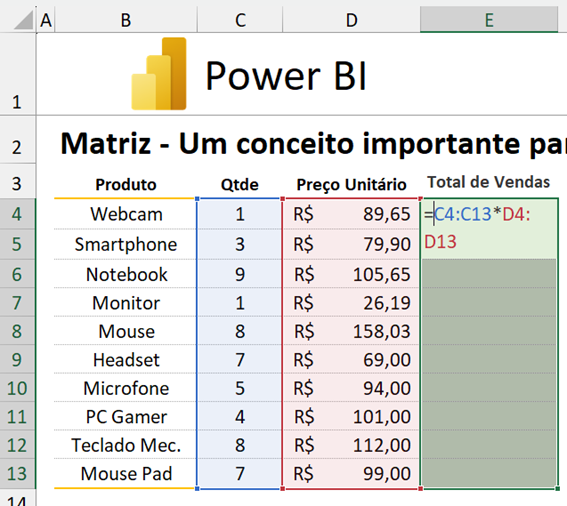 A B C D E
1 Power BI
2 Matriz - Um conceito importante par
3 Produto Qtde Preço Unitário Total de Vendas
4 Webcam 1 R$ 89,65 =C4:C13*D4:
5 Smartphone 3 R$ 79,90 D13
6 Notebook 9 R$ 105,65
7 Monitor 1 R$ 26,19
8 Mouse 8 R$ 158,03
9 Headset 7 R$ 69,00
10 Microfone 5 R$ 94,00
11 PC Gamer 4 R$ 101,00
12 Teclado Mec. 8 R$ 112,00
13 Mouse Pad 7 R$ 99,00
14